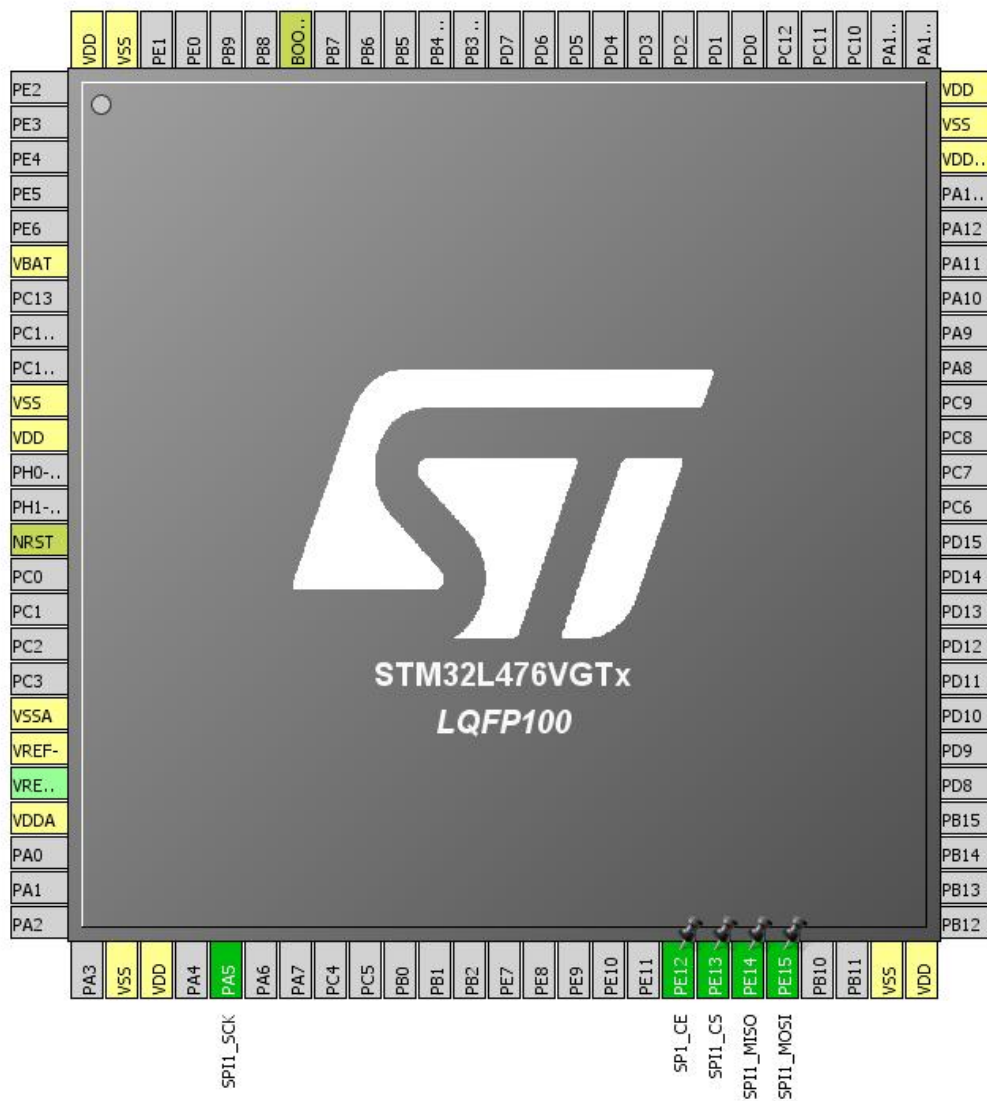 VDD
VSS
PE1
PE0
PB9
PB8
BOO..
PB7
PB6
PB5
PB4 ..
PB3 ..
PD7
PD6
PD5
PD4
PD3
PD2
PD1
PD0
PC12
PC11
PC10
PA1..
PA1..
PE2
PE3
PE4
PE5
PE6
VBAT
PC13
PC1..
PC1..
VSS
VDD
PH0-..
PH1-..
NRST
PC0
PC1
PC2
PC3
VSSA
VREF-
VRE..
VDDA
PA0
PA1
PA2
ST
STM32L476VGTx
LQFP100
VDD
VSS
VDD..
PA1..
PA12
PA11
PA10
PA9
PA8
PC9
PC8
PC7
PC6
PD15
PD14
PD13
PD12
PD11
PD10
PD9
PD8
PB15
PB14
PB13
PB12
PA3
VSS
VDD
PA4
PA5
PA6
PA7
PC4
PC5
PB0
PB1
PB2
PE7
PE8
PE9
PE10
PE11
PE12
PE13
PE14
PE15
PB10
PB11
VSS
VDD
SPI1_SCK
SP1_CE
SPI1_CS
SPI1_MISO
SPI1_MOSI